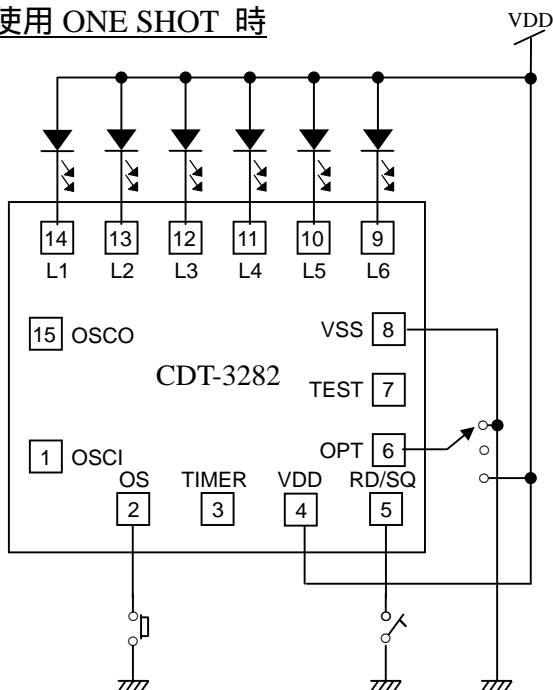 使用 ONE SHOT 時
VDD
14 13 12 11 10 9
L1 L2 L3 L4 L5 L6
15 OSCO
VSS 8
CDT-3282
TEST 7
OPT 6
1 OSCI
OS TIMER VDD RD/SQ
2 3 4 5